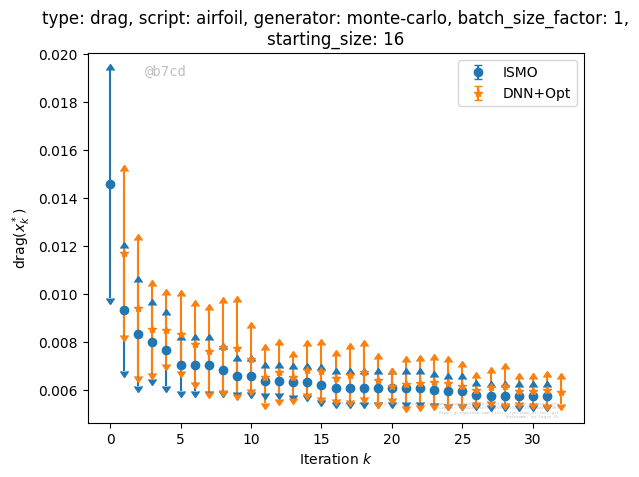 type: drag, script: airfoil, generator: monte-carlo, batch_size_factor: 1,
starting_size: 16
@b7cd
ISMO
DNN+Opt
0.020
0.018
0.016
0.014
0.012
0.010
0.008
0.006
drag(x*k)
0
5
10
15
20
25
30
Iteration k